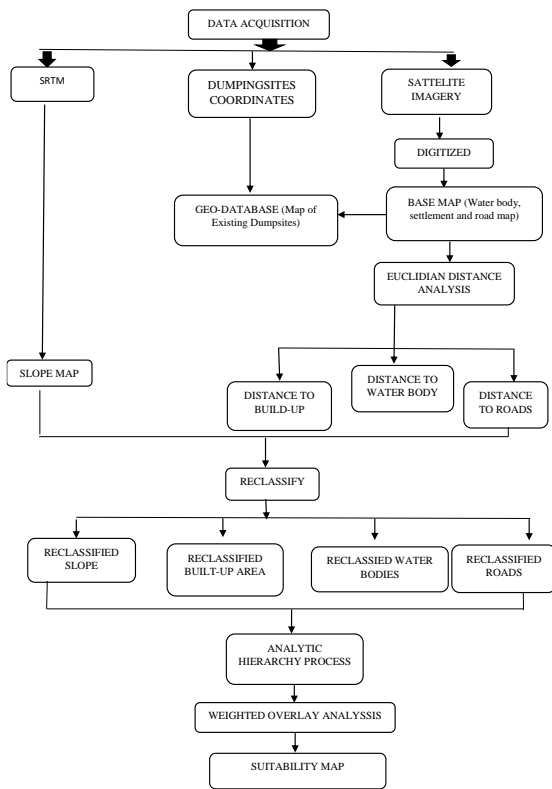 DATA ACQUISITION
SRTM
DUMPINGSITES
COORDINATES
SATTELITE
IMAGERY
DIGITIZED
GEO-DATABASE (Map of
Existing Dumpsites)
BASE MAP (Water body,
settlement and road map)
EUCLIDIAN DISTANCE
ANALYSIS
SLOPE MAP
DISTANCE TO
BUILD-UP
DISTANCE TO
WATER BODY
DISTANCE
TO ROADS
RECLASSIFY
RECLASSIFIED
SLOPE
RECLASSIFIED
BUILT-UP AREA
RECLASSIED WATER
BODIES
RECLASSIFIED
ROADS
ANALYTIC
HIERARCHY PROCESS
WEIGHTED OVERLAY ANALYSSIS
SUITABILITY MAP